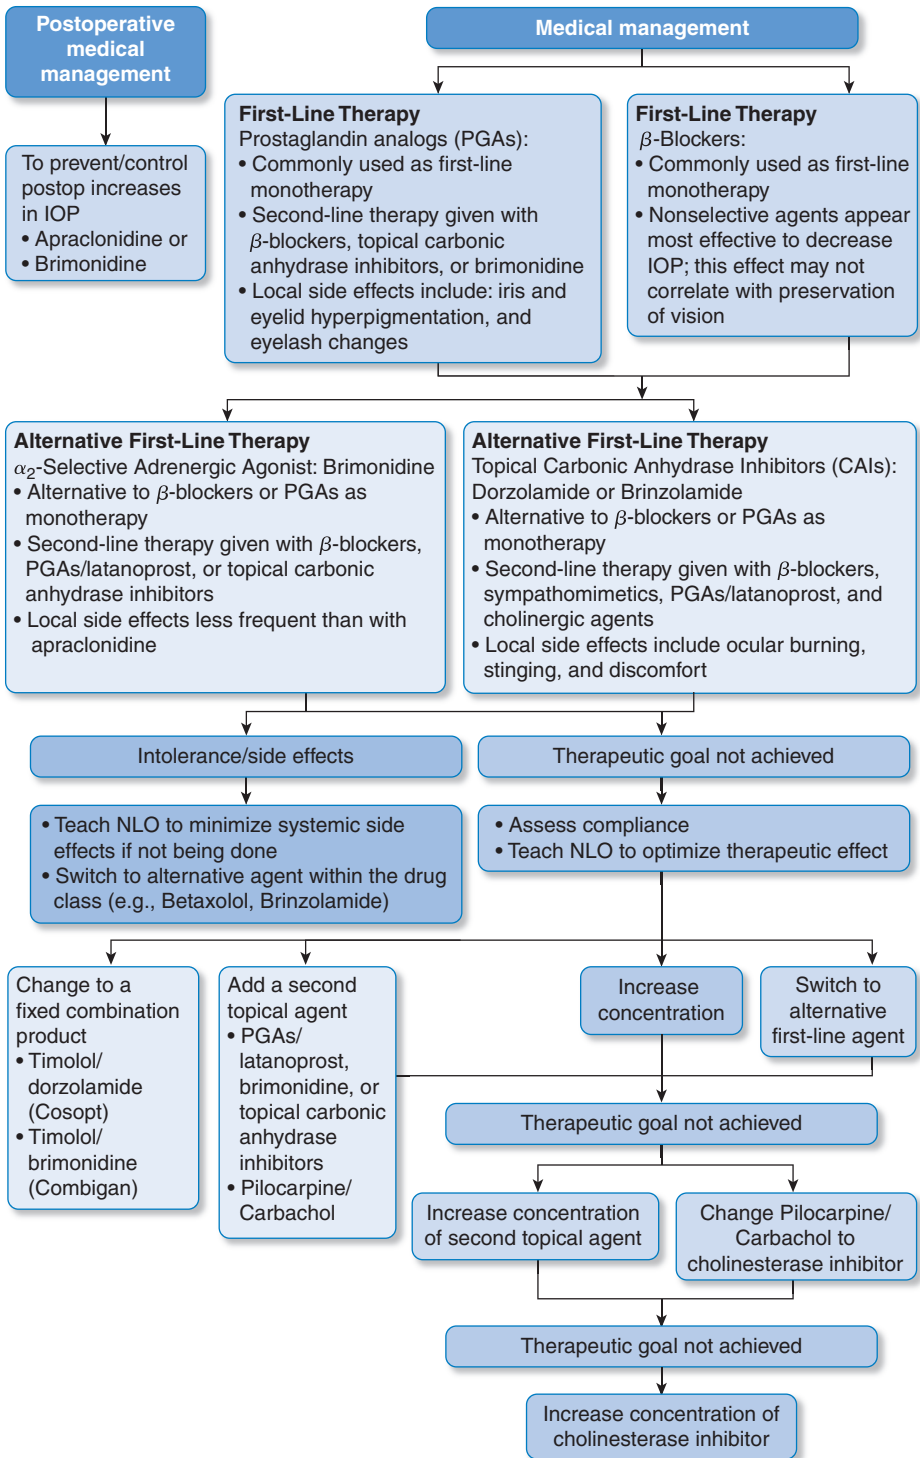 Postoperative
medical
management
To prevent/control
postop increases
in IOP
• Apraclonidine or
• Brimonidine
Medical management
First-Line Therapy
Prostaglandin analogs (PGAs):
• Commonly used as first-line
monotherapy
• Second-line therapy given with
β-blockers, topical carbonic
anhydrase inhibitors, or brimonidine
• Local side effects include: iris and
eyelid hyperpigmentation, and
eyelash changes
First-Line Therapy
β-Blockers:
• Commonly used as first-line
monotherapy
• Nonselective agents appear
most effective to decrease
IOP; this effect may not
correlate with preservation
of vision
Alternative First-Line Therapy
α₂-Selective Adrenergic Agonist: Brimonidine
• Alternative to β-blockers or PGAs as
monotherapy
• Second-line therapy given with β-blockers,
PGAs/latanoprost, or topical carbonic
anhydrase inhibitors
• Local side effects less frequent than with
apraclonidine
Alternative First-Line Therapy
Topical Carbonic Anhydrase Inhibitors (CAIs):
Dorzolamide or Brinzolamide
• Alternative to β-blockers or PGAs as
monotherapy
• Second-line therapy given with β-blockers,
sympathomimetics, PGAs/latanoprost, and
cholinergic agents
• Local side effects include ocular burning,
stinging, and discomfort
Intolerance/side effects
• Teach NLO to minimize systemic side
effects if not being done
• Switch to alternative agent within the drug
class (e.g., Betaxolol, Brinzolamide)
Therapeutic goal not achieved
• Assess compliance
• Teach NLO to optimize therapeutic effect
Change to a
fixed combination
product
• Timolol/
dorzolamide
(Cosopt)
• Timolol/
brimonidine
(Combigan)
Add a second
topical agent
• PGAs/
latanoprost,
brimonidine, or
topical carbonic
anhydrase
inhibitors
• Pilocarpine/
Carbachol
Increase
concentration
Switch to
alternative
first-line agent
Therapeutic goal not achieved
Increase concentration
of second topical agent
Change Pilocarpine/
Carbachol to
cholinesterase inhibitor
Therapeutic goal not achieved
Increase concentration of
cholinesterase inhibitor